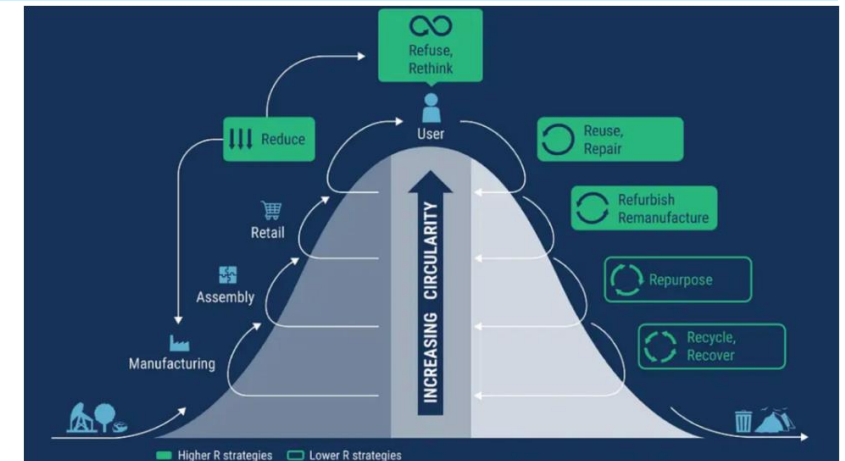 Refuse,
Rethink
User
Reduce
Reuse,
Repair
Refurbish
Remanufacture
Retail
Repurpose
Assembly
Recycle,
Recover
Manufacturing
INCREASING CIRCULARITY
Higher R strategies
Lower R strategies